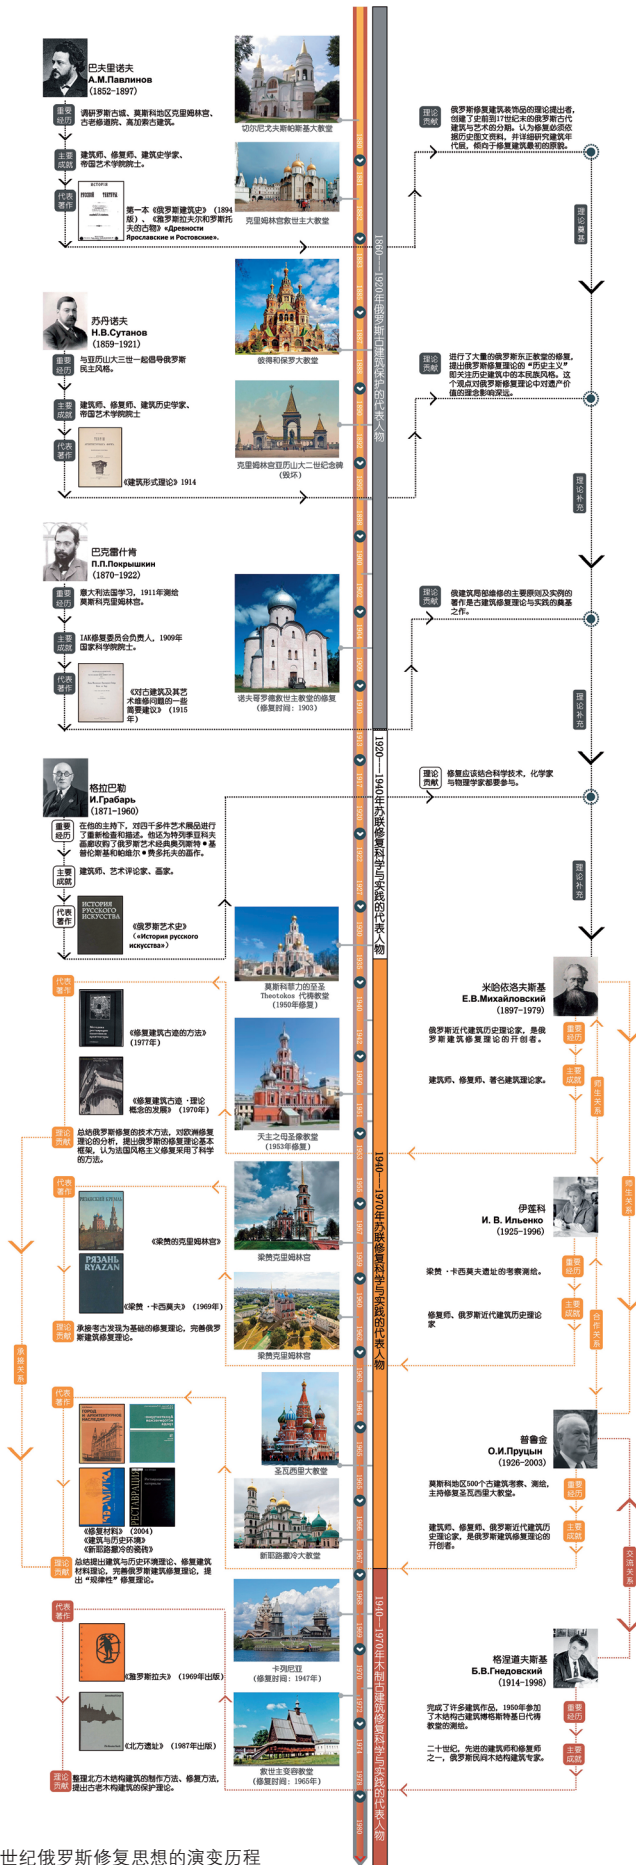 巴夫里诺夫
А.М.Павлинов
(1852-1897)
重要
经历
调研罗斯古城、莫斯科地区克里姆林宫、
古老修道院、高加索古建筑。
主要
成就
建筑师、修复师、建筑史学家、
帝国艺术学院院士。
代表
著作
第一本《俄罗斯建筑史》(1894
版)、《雅罗斯拉夫尔和罗斯托
夫的古物》«Древности
Ярославские и Ростовские».
切尔尼戈夫斯帕斯基大教堂
克里姆林宫救世主大教堂
理论
贡献
俄罗斯修复建筑装饰品的理论提出者,
创建了史前到17世纪末的俄罗斯古代
建筑与艺术的分期。认为修复必须依
据历史图文资料,并详细研究建筑年
代层,倾向于修复建筑最初的原貌。
理论奠基
1860——1920年俄罗斯古建筑保护的代表人物
苏丹诺夫
Н.В.Сутанов
(1859-1921)
重要
经历
与亚历山大三世一起倡导俄罗斯
民主风格。
主要
成就
建筑师、修复师、建筑历史学家、
帝国艺术学院院士
代表
著作
《建筑形式理论》1914
彼得和保罗大教堂
克里姆林宫亚历山大二世纪念碑
(毁坏)
理论
贡献
进行了大量的俄罗斯东正教堂的修复,
提出俄罗斯修复理论的“历史主义”
即关注历史建筑中的本民族风格。这
个观点对俄罗斯修复理论中对遗产价
值的理念影响深远。
理论补充
巴克雷什肯
П.П.Покрышкин
(1870-1922)
重要
经历
意大利法国学习,1911年测绘
莫斯科克里姆林宫。
主要
成就
IAK修复委员会负责人,1909年
国家科学院院士。
代表
著作
《对古建筑及其艺
术维修问题的一些
简要建议》(1915
年)
诺夫哥罗德救世主教堂的修复
(修复时间:1903)
理论
贡献
俄建筑局部维修的主要原则及实例的
著作是古建筑修复理论与实践的奠基
之作。
理论补充
1920——1940年苏联修复科学与实践的代表人物
格拉巴勒
И.Грабарь
(1871-1960)
重要
经历
在他的主持下,对四千多件艺术展品进行
了重新检查和描述。他还为特列季亚科夫
画廊收购了俄罗斯艺术经典奥列斯特•基
普伦斯基和帕维尔•费多托夫的画作。
主要
成就
建筑师、艺术评论家、画家。
代表
著作
ИСТОРИЯ
РУССКОГО
ИСКУССТВА
《俄罗斯艺术史》
(«История русского
искусства»)
理论
贡献
修复应该结合科学技术,化学家
与物理学家都要参与。
理论补充
莫斯科菲力的至圣
Theotokos 代祷教堂
(1950年修复)
天主之母圣像教堂
(1953年修复)
米哈依洛夫斯基
Е.В.Михайловский
(1897-1979)
俄罗斯近代建筑历史理论家,是俄
罗斯建筑修复理论的开创者。
重要
经历
建筑师、修复师、著名建筑理论家。
主要
成就
代表
著作
《修复建筑古迹的方法》
(1977年)
《修复建筑古迹·理论
概念的发展》(1970年)
理论
贡献
总结俄罗斯修复的技术方法,对欧洲修复
理论的分析,提出俄罗斯的修复理论基本
框架,认为法国风格主义修复采用了科学
的方法。
师生关系
师生关系
1940——1970年苏联修复科学与实践的代表人物
代表
著作
РЯЗАНСКИЙ КРЕМЛЬ
《梁赞的克里姆林宫》
РЯЗАНЬ
RYAZAN
《梁赞·卡西莫夫》(1969年)
理论
贡献
承接考古发现为基础的修复理论,完善俄
罗斯建筑修复理论。
梁赞克里姆林宫
梁赞克里姆林宫
伊莲科
И. В. Ильенко
(1925-1996)
梁赞·卡西莫夫遗址的考察测绘。
重要
经历
修复师、俄罗斯近代建筑历史理论
家
主要
成就
合作关系
承接关系
代表
著作
ГОРОД
И АРХИТЕКТУРНОЕ
НАСЛЕДИЕ
РЕСТАВРАЦИЯ
《修复材料》(2004)
《建筑与历史环境》
《新耶路撒冷的瓷砖》
理论
贡献
总结提出建筑与历史环境理论、修复建筑
材料理论,完善俄罗斯建筑修复理论,提
出“规律性”修复理论。
圣瓦西里大教堂
新耶路撒冷大教堂
普鲁金
О.И.Пруцын
(1926-2003)
莫斯科地区500个古建筑考察、测绘,
主持修复圣瓦西里大教堂。
重要
经历
建筑师、修复师、俄罗斯近代建筑历
史理论家,是俄罗斯建筑修复理论的
开创者。
主要
成就
交流关系
1940——1970年木制古建筑修复科学与实践的代表人物
代表
著作
《雅罗斯拉夫》(1969年出版)
《北方遗址》(1987年出版)
理论
贡献
整理北方木结构建筑的制作方法、修复方法,
提出古老木构建筑的保护理论。
卡列尼亚
(修复时间:1947年)
救世主变容教堂
(修复时间:1965年)
格涅道夫斯基
Б.В.Гнедовский
(1914-1998)
完成了许多建筑作品,1950年参加
了木结构古建筑博格斯特基日代祷
教堂的测绘。
重要
经历
二十世纪,先进的建筑师和修复师
之一,俄罗斯民间木结构建筑专家。
主要
成就
世纪俄罗斯修复思想的演变历程